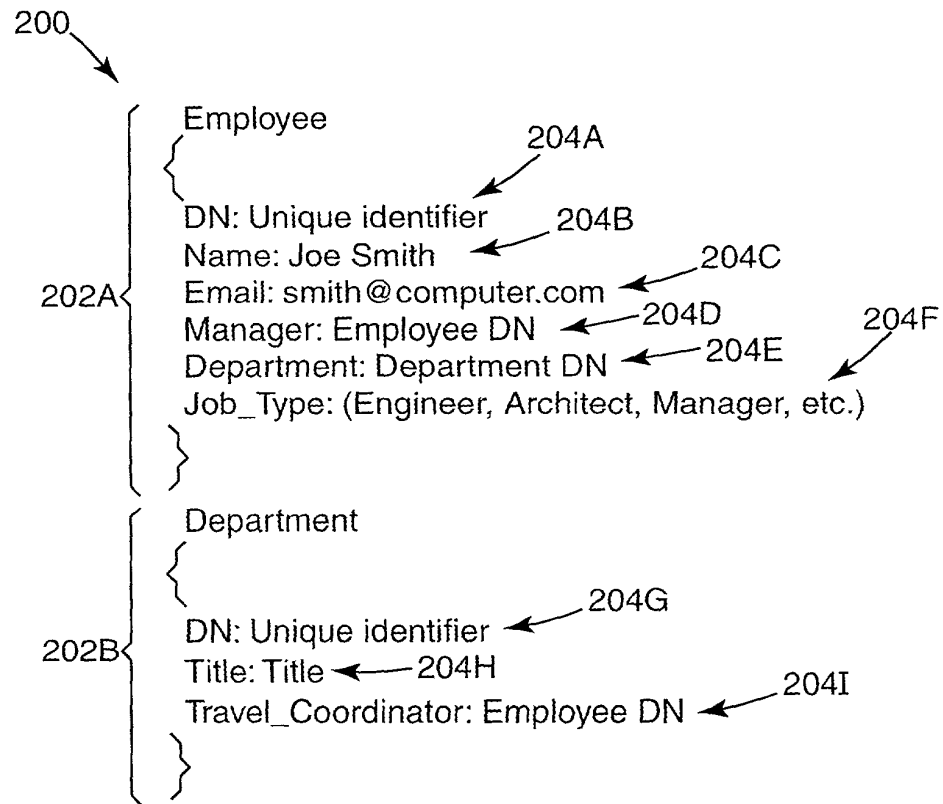 200
Employee
{
204A
DN: Unique identifier
204B
Name: Joe Smith
204C
Email: smith@computer.com
202A
204D
Manager: Employee DN
204E
204F
Department: Department DN
Job_Type: (Engineer, Architect, Manager, etc.)
}
Department
{
204G
DN: Unique identifier
202B
Title: Title
204H
204I
Travel_Coordinator: Employee DN
}